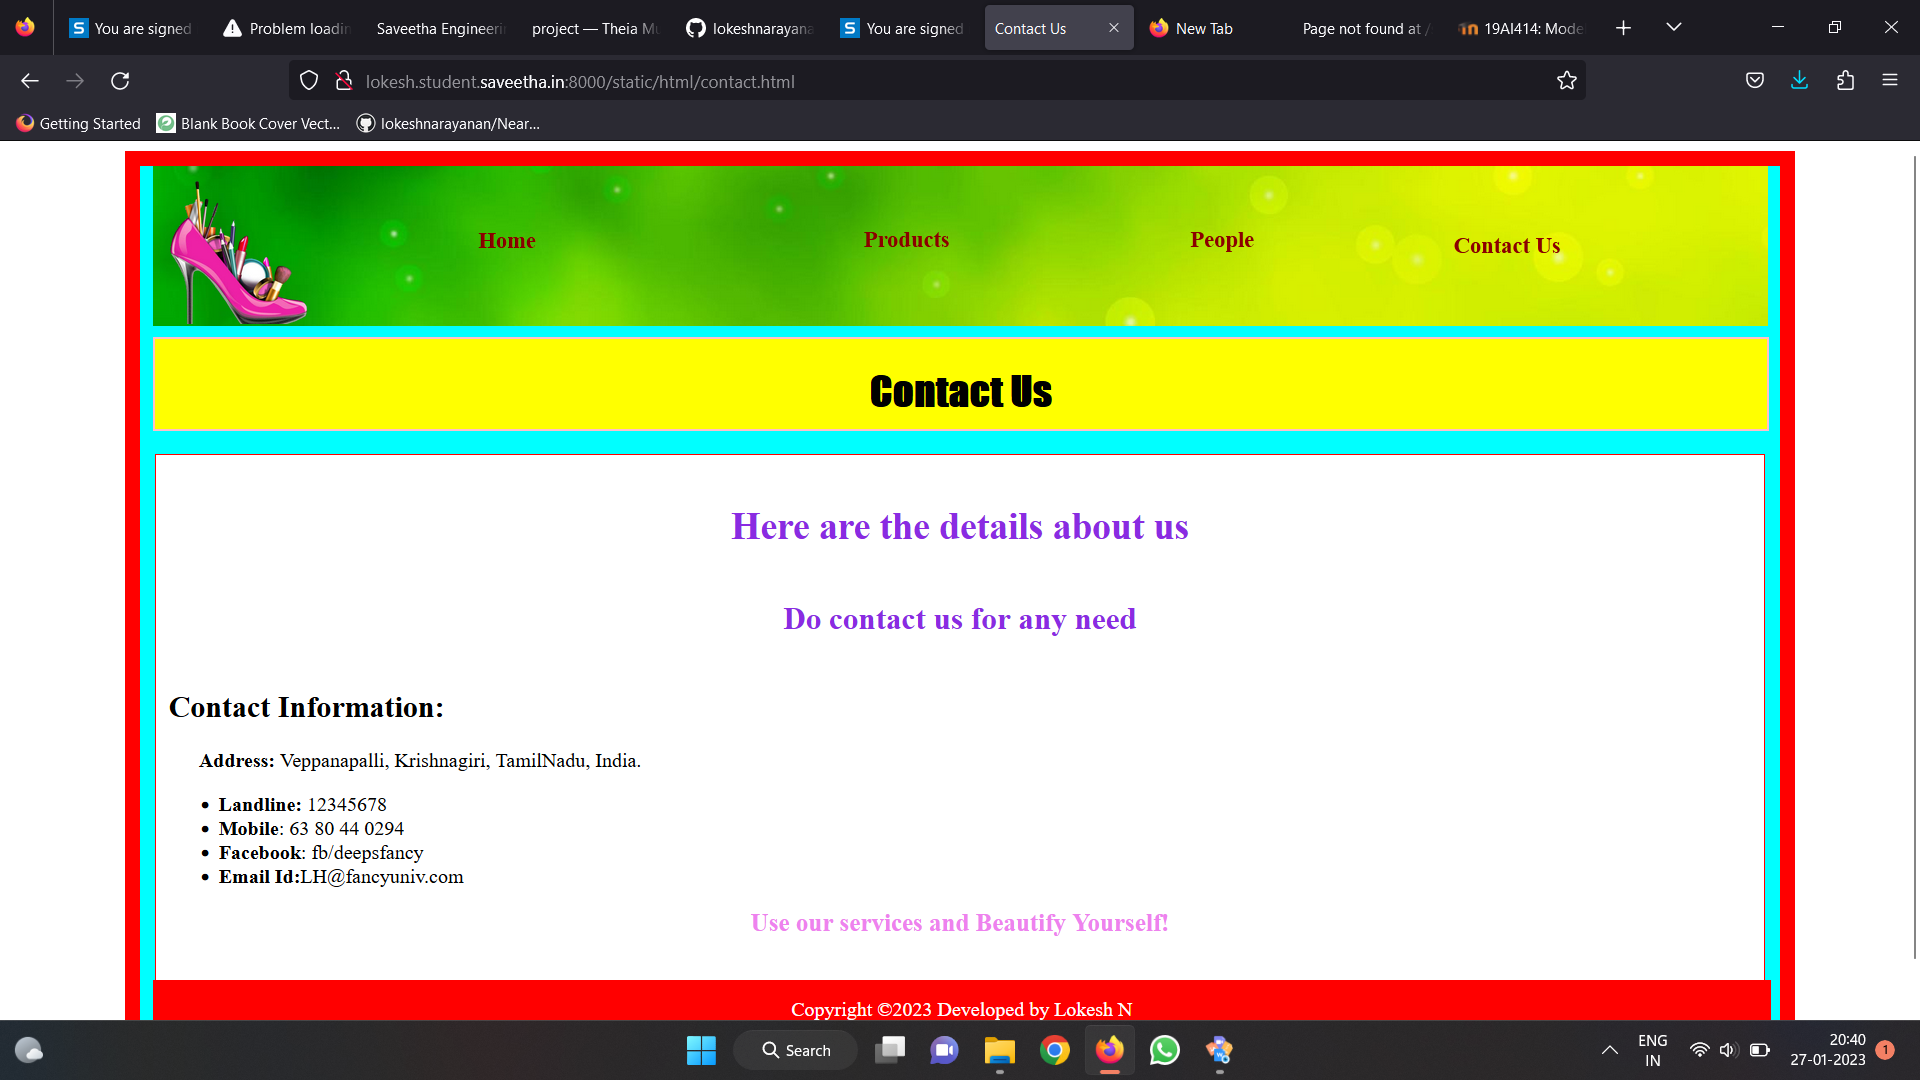 You are signed
Problem loadin
Saveetha Engineerin
project — Theia Mu
lokeshnarayana
You are signed
Contact Us
New Tab
Page not found at /
19AI414: Mode
lokesh.student.saveetha.in:8000/static/html/contact.html
Getting Started
Blank Book Cover Vect...
lokeshnarayanan/Near...
Home
Products
People
Contact Us
Contact Us
Here are the details about us
Do contact us for any need
Contact Information:
Address: Veppanapalli, Krishnagiri, TamilNadu, India.
• Landline: 12345678
• Mobile: 63 80 44 0294
• Facebook: fb/deepsfancy
• Email Id:LH@fancyuniv.com
Use our services and Beautify Yourself!
Copyright ©2023 Developed by Lokesh N
Search
ENG
IN
20:40
27-01-2023
1